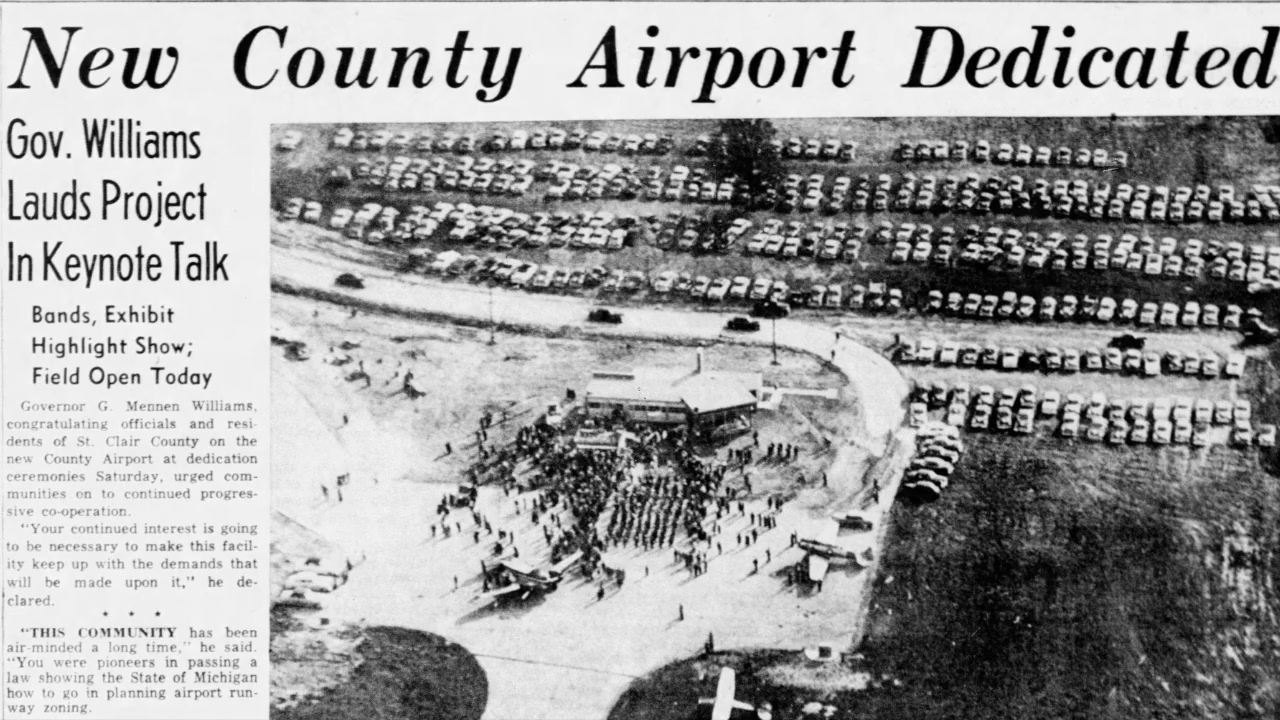 New County Airport Dedicated
Gov. Williams
Lauds Project
In Keynote Talk
Bands, Exhibit
Highlight Show;
Field Open Today
Governor G. Mennen Williams,
congratulating officials and resi-
dents of St. Clair County on the
new County Airport at dedication
ceremonies Saturday, urged com-
munities on to continued progres-
sive co-operation.
"Your continued interest is going
to be necessary to make this facil-
ity keep up with the demands that
will be made upon it," he de-
clared.
* * *
"THIS COMMUNITY has been
air-minded a long time," he said.
"You were pioneers in passing a
law showing the State of Michigan
how to go in planning airport run-
way zoning.